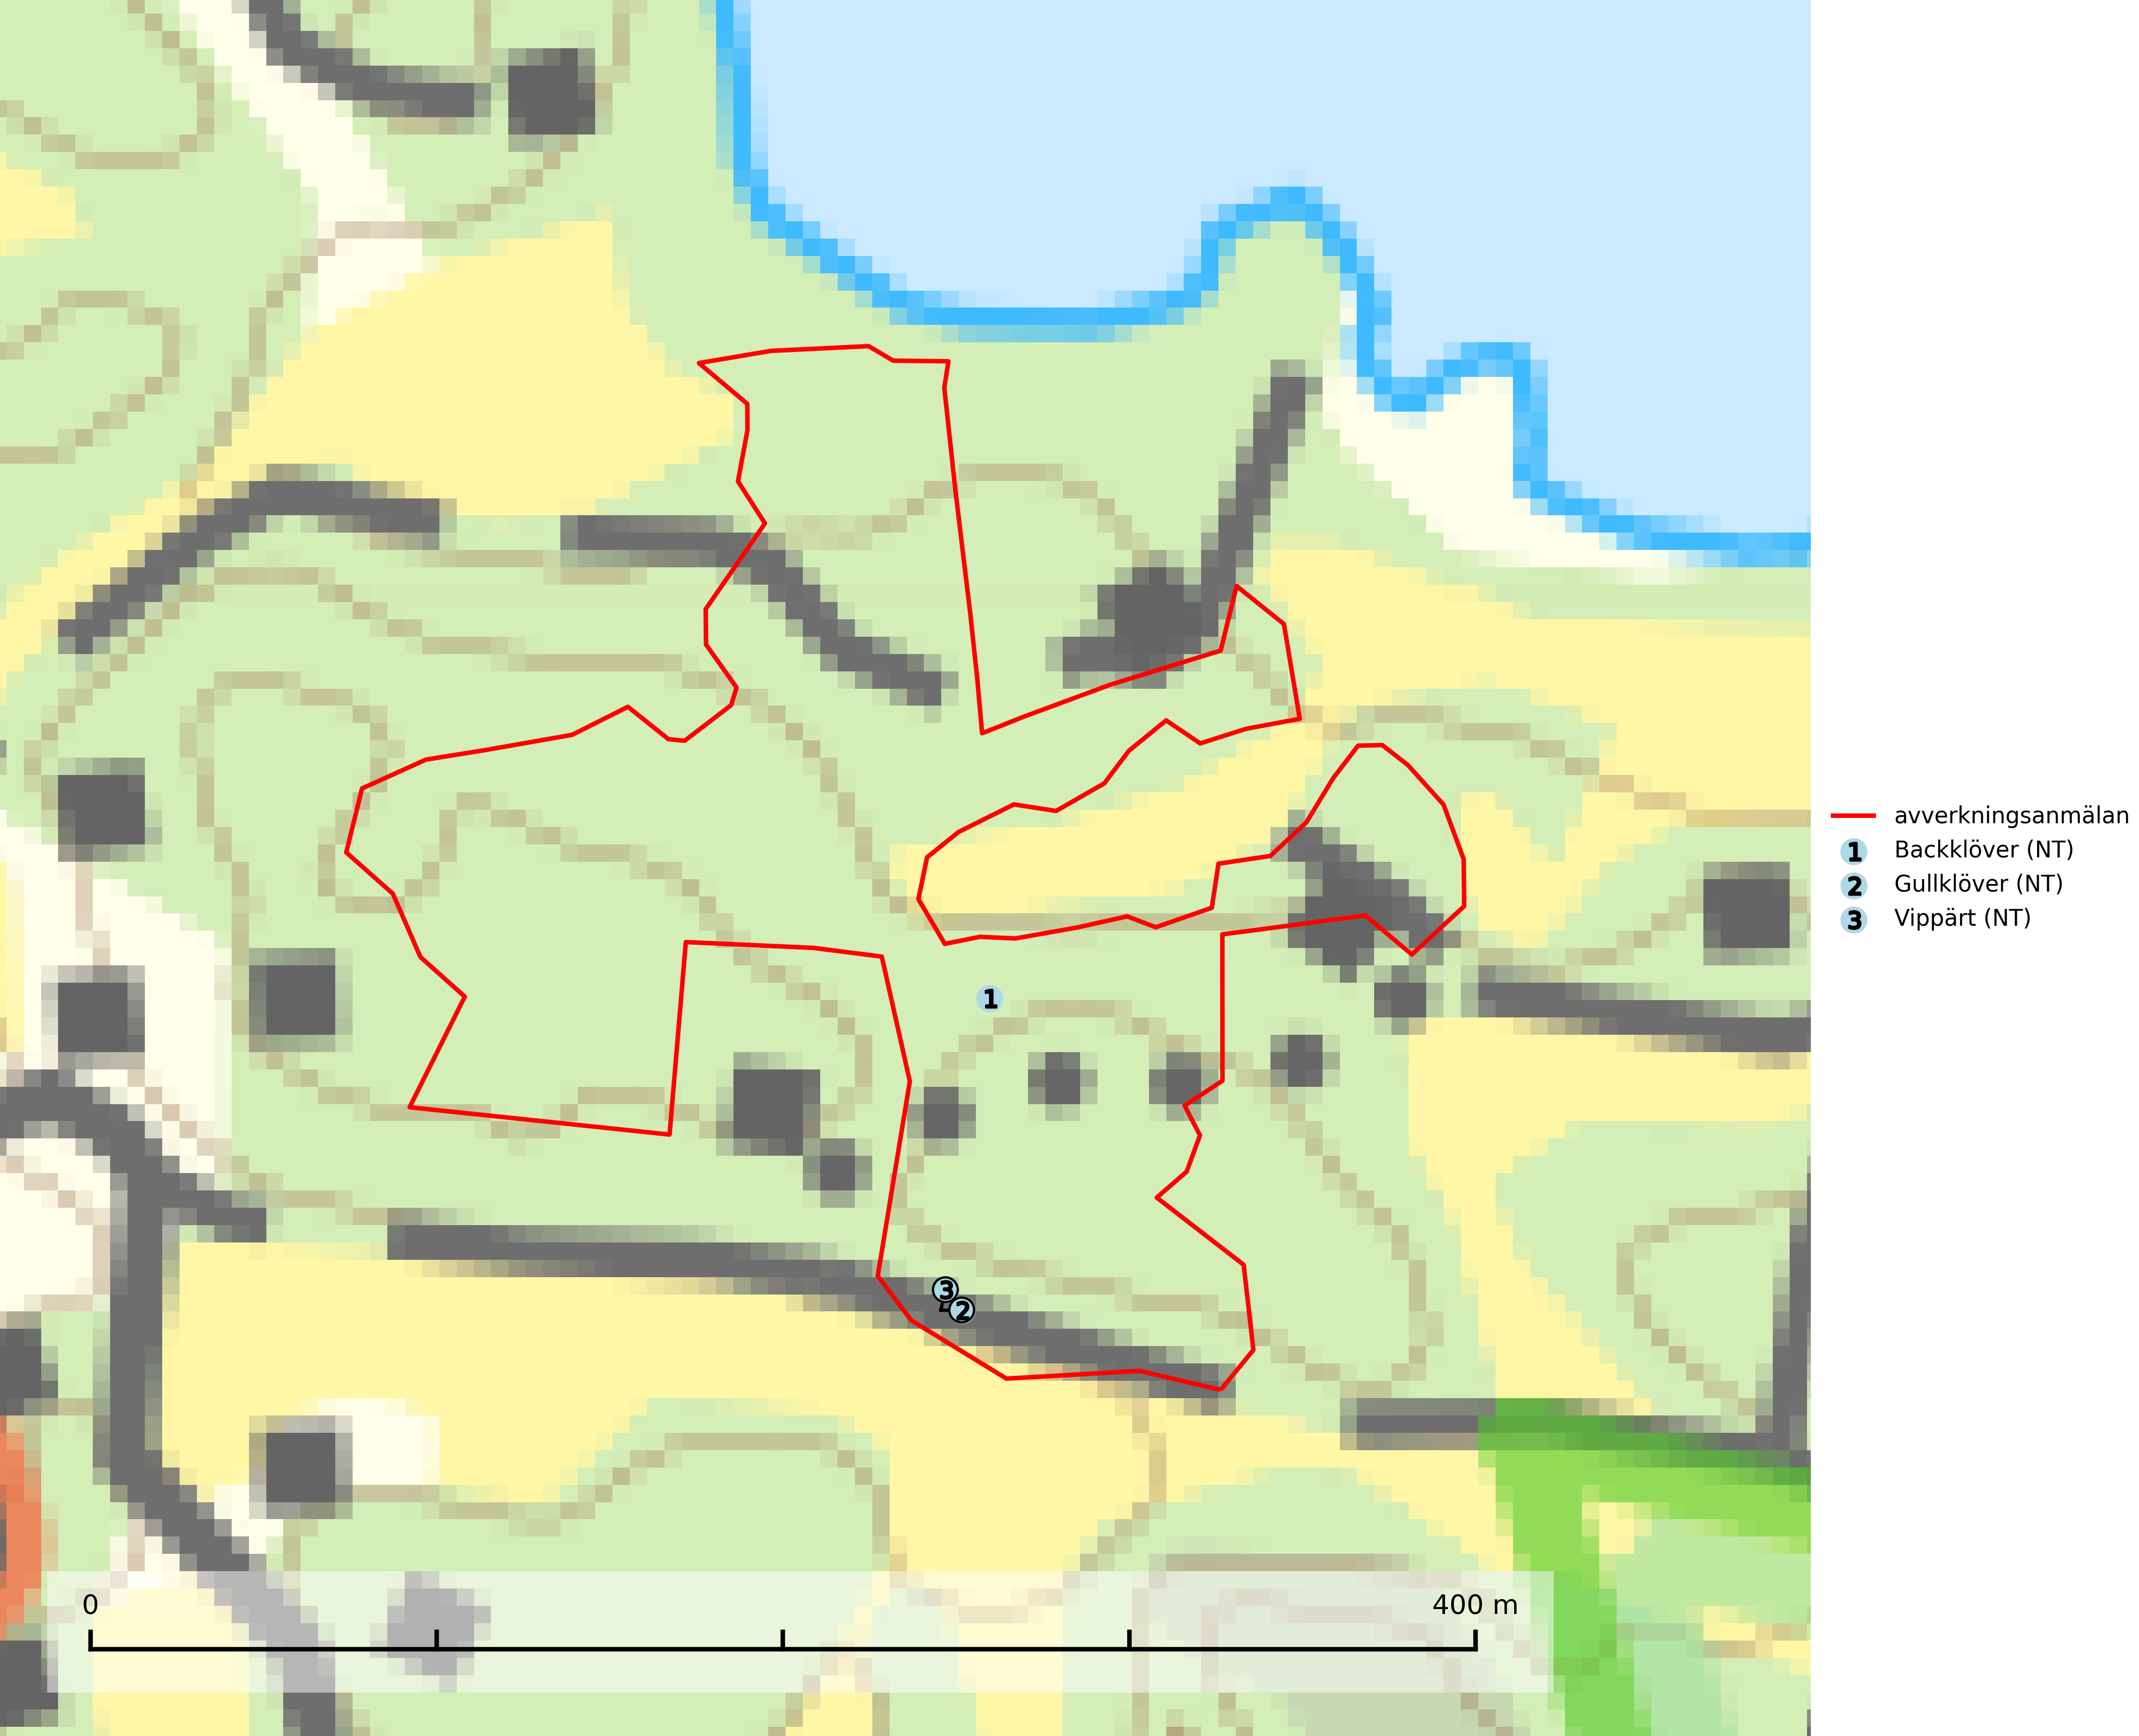 avverkningsanmälan
1 Backklöver (NT)
2 Gullklöver (NT)
3 Vippärt (NT)
1
3
2
0 400 m